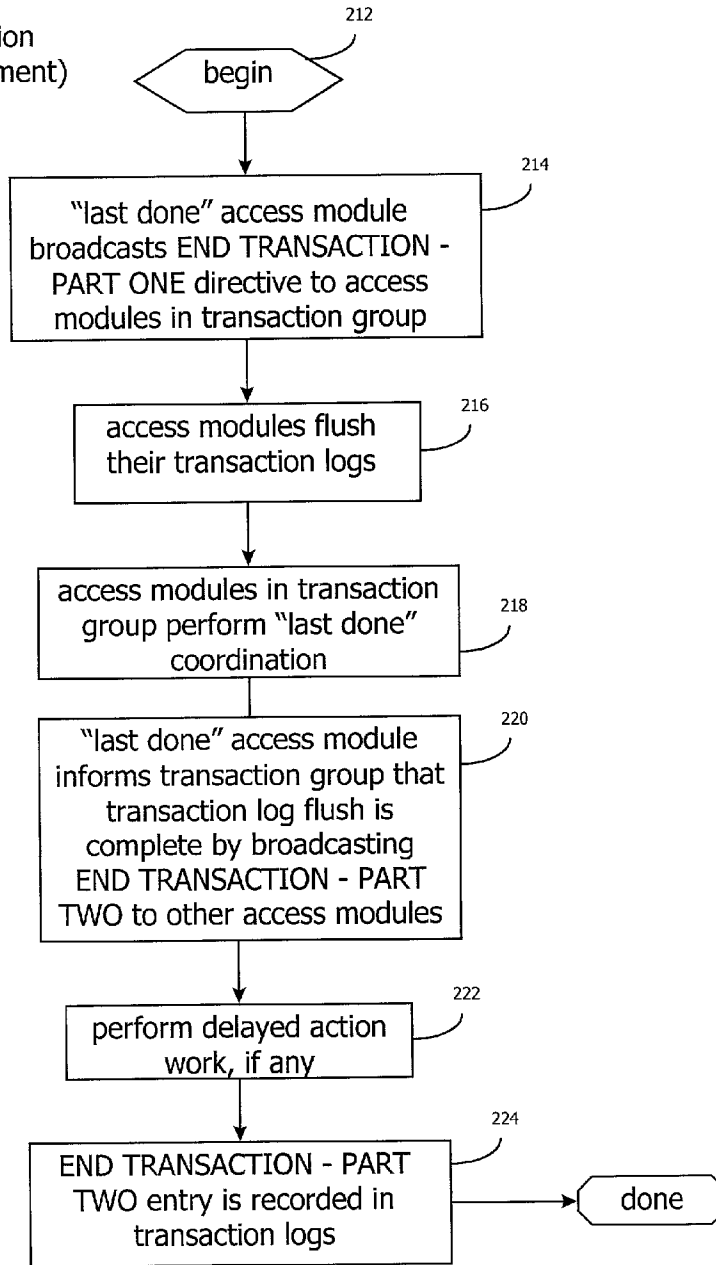 212
begin
214
"last done" access module
broadcasts END TRANSACTION -
PART ONE directive to access
modules in transaction group
216
access modules flush
their transaction logs
218
access modules in transaction
group perform "last done"
coordination
220
"last done" access module
informs transaction group that
transaction log flush is
complete by broadcasting
END TRANSACTION - PART
TWO to other access modules
222
perform delayed action
work, if any
224
END TRANSACTION - PART
TWO entry is recorded in
transaction logs
done